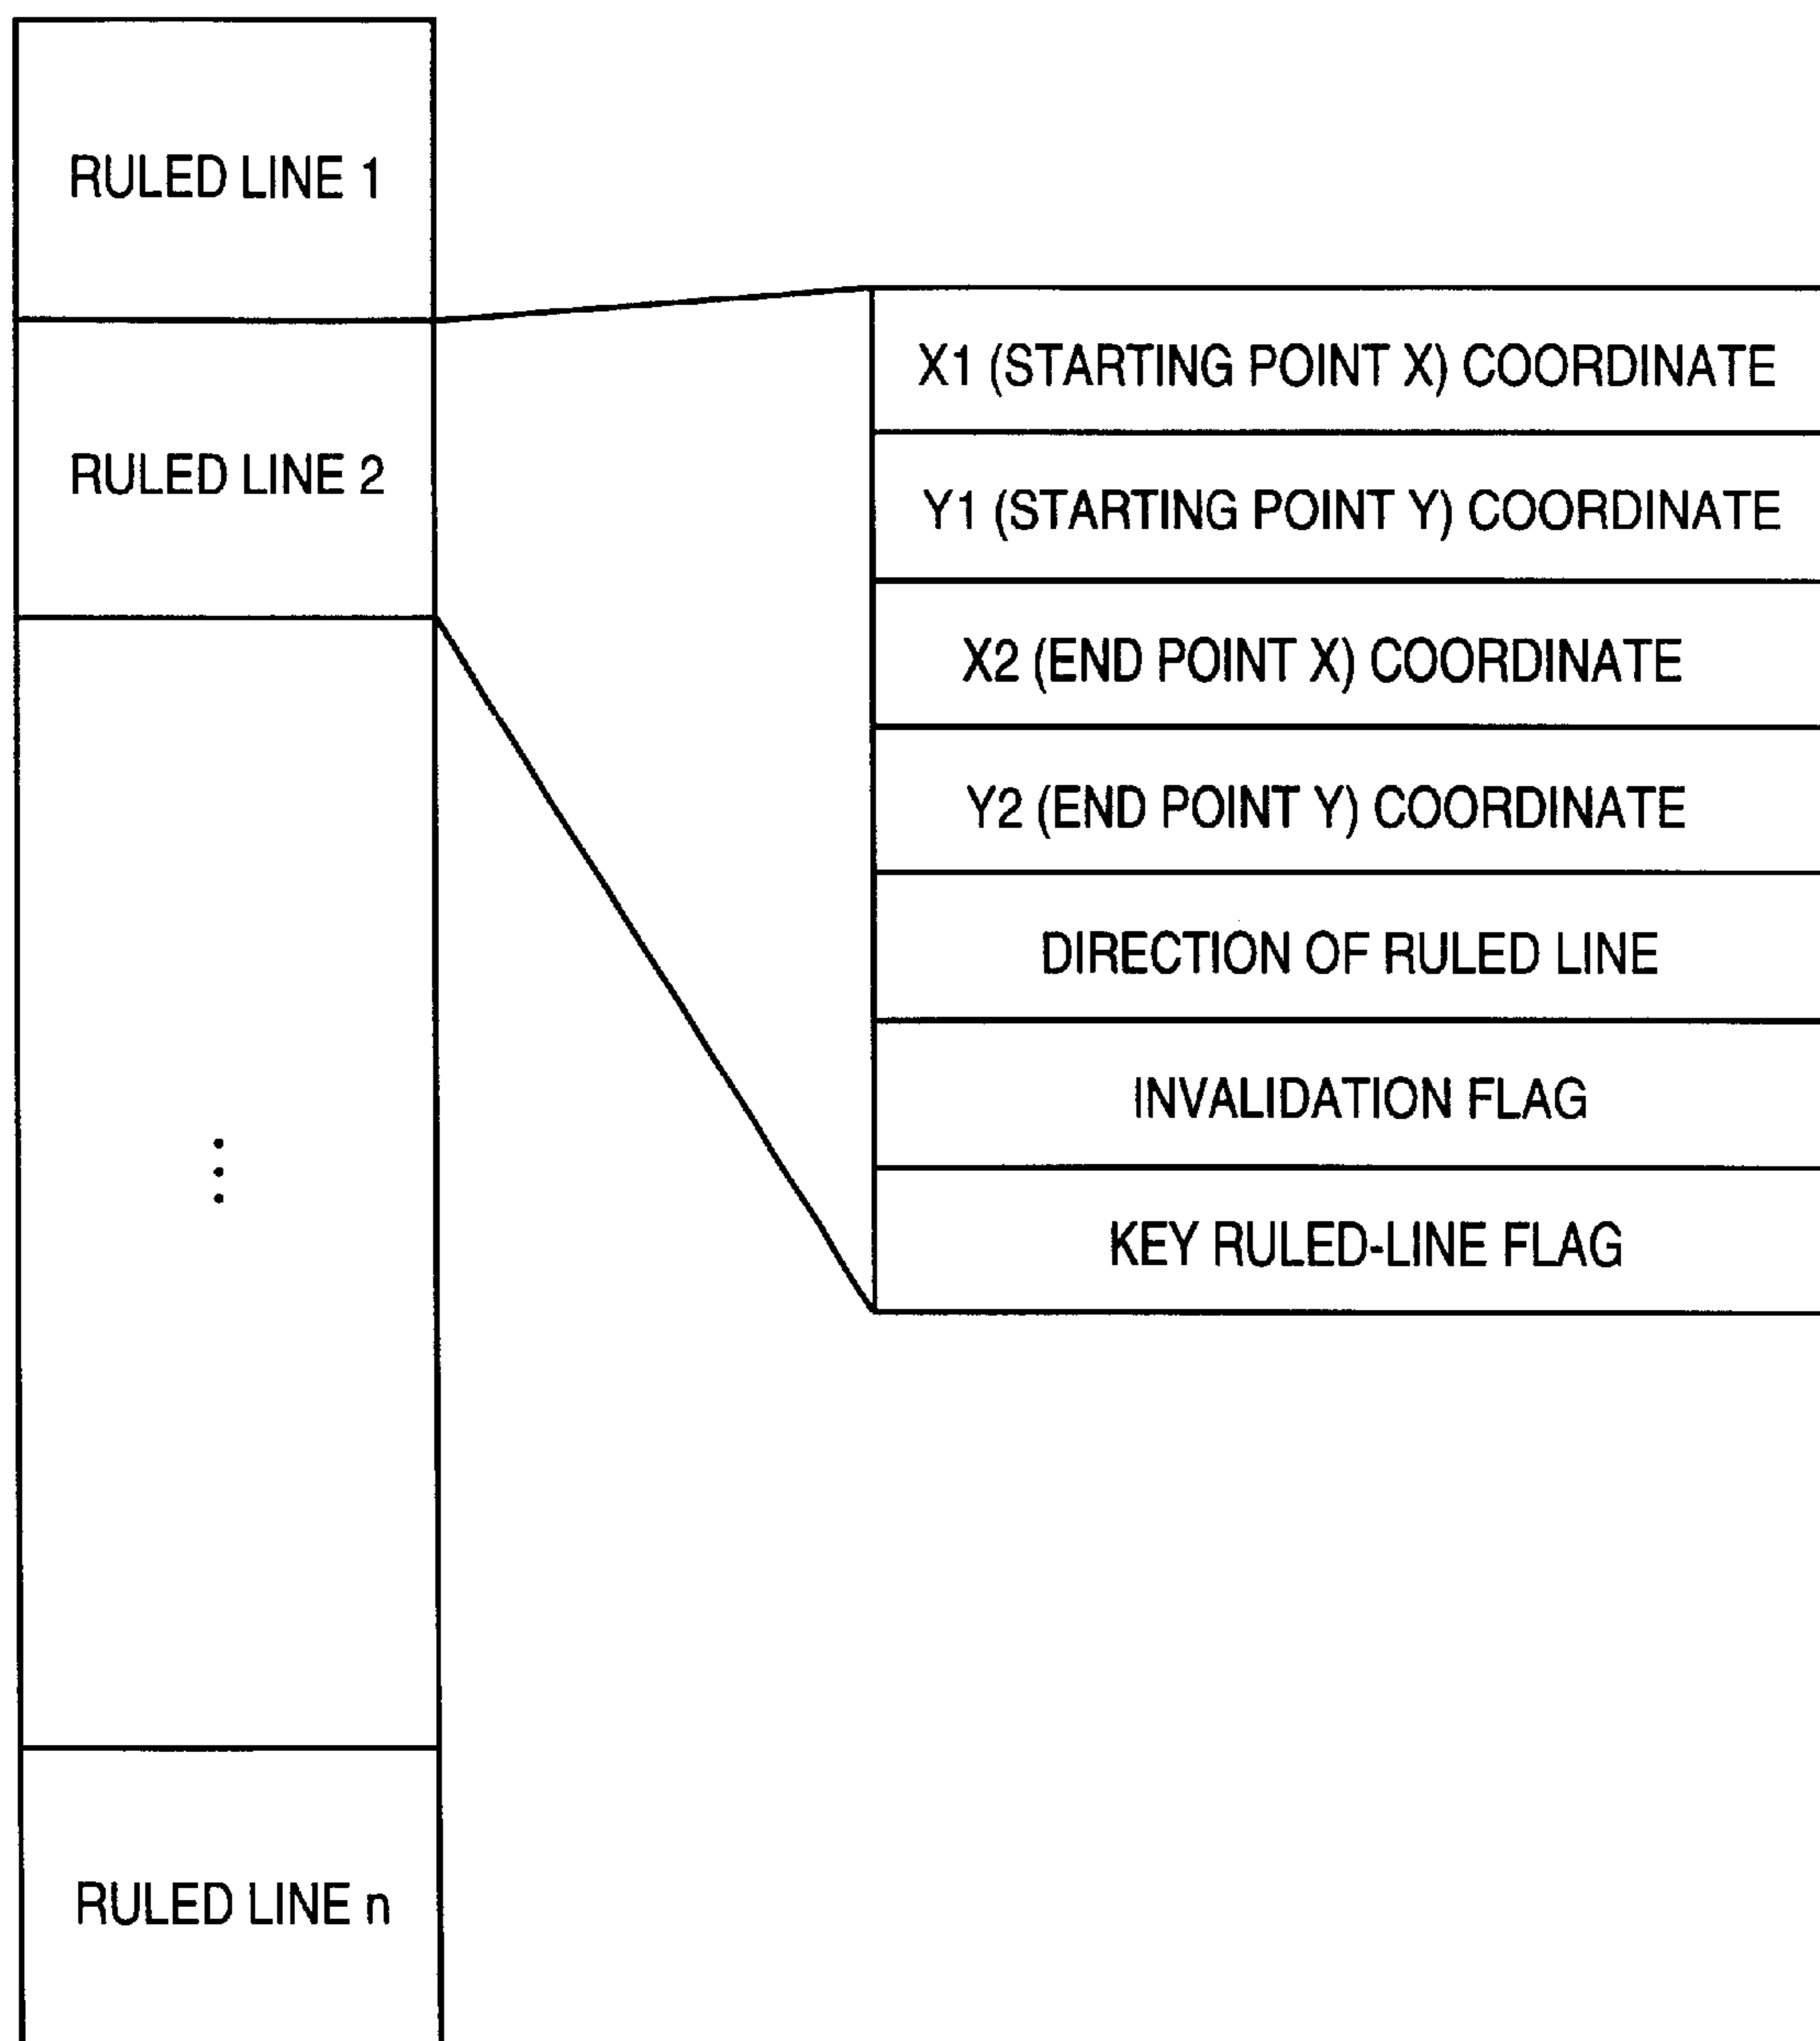 RULED LINE 1
RULED LINE 2
⋮
RULED LINE n
X1 (STARTING POINT X) COORDINATE
Y1 (STARTING POINT Y) COORDINATE
X2 (END POINT X) COORDINATE
Y2 (END POINT Y) COORDINATE
DIRECTION OF RULED LINE
INVALIDATION FLAG
KEY RULED-LINE FLAG